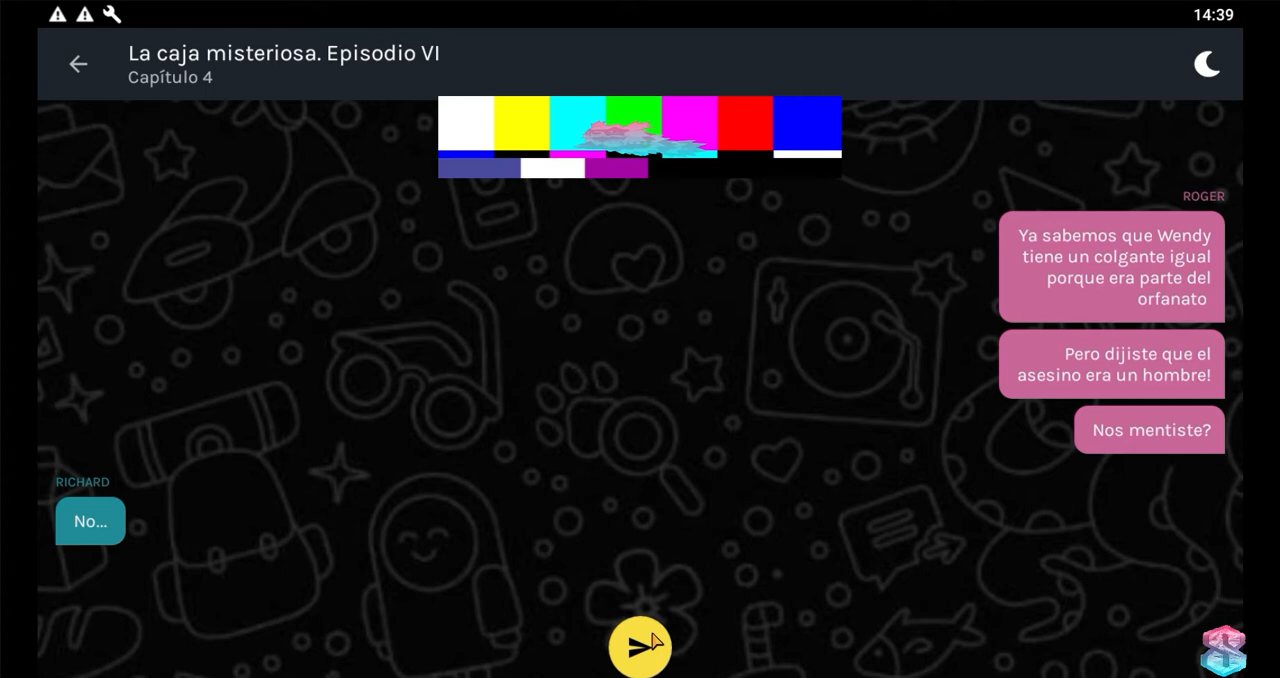 14:39
La caja misteriosa. Episodio VI
Capítulo 4
ROGER
Ya sabemos que Wendy
tiene un colgante igual
porque era parte del
orfanato
Pero dijiste que el
asesino era un hombre!
Nos mentiste?
RICHARD
No...